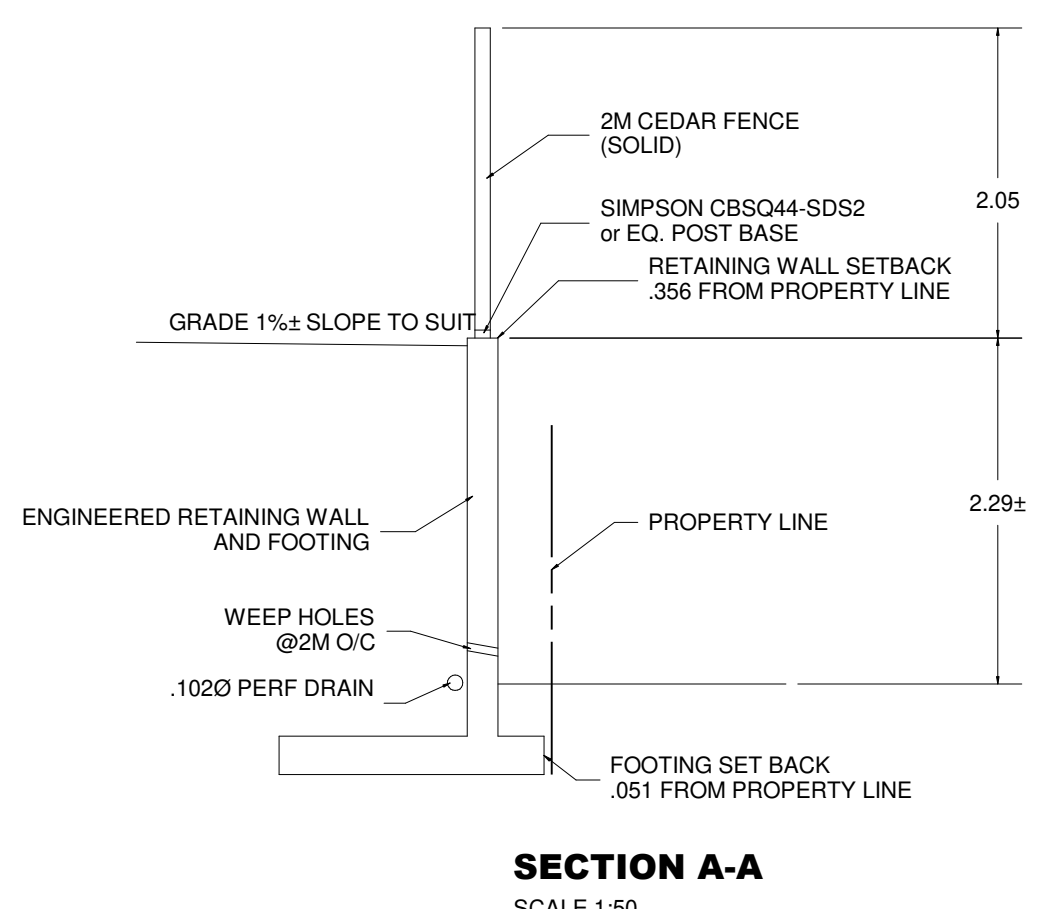 2M CEDAR FENCE
(SOLID)
2.05
SIMPSON CBSQ44-SDS2
or EQ. POST BASE
RETAINING WALL SETBACK
.356 FROM PROPERTY LINE
GRADE 1%± SLOPE TO SUIT
ENGINEERED RETAINING WALL
AND FOOTING
PROPERTY LINE
2.29±
WEEP HOLES
@2M O/C
.102Ø PERF DRAIN
FOOTING SET BACK
.051 FROM PROPERTY LINE
SECTION A-A
SCALE 1:50